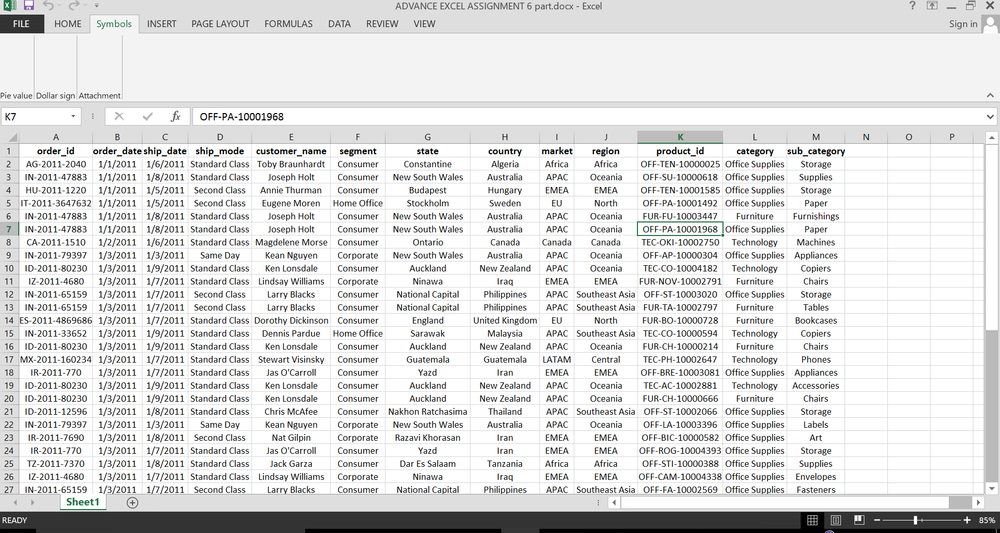 ADVANCE EXCEL ASSIGNMENT 6 part.docx - Excel
FILE HOME Symbols INSERT PAGE LAYOUT FORMULAS DATA REVIEW VIEW Sign in
Pie value Dollar sign Attachment
K7 fx OFF-PA-10001968
A B C D E F G H I J K L M N O P
1 order_id order_date ship_date ship_mode customer_name segment state country market region product_id category sub_category
2 AG-2011-2040 1/1/2011 1/6/2011 Standard Class Toby Braunhardt Consumer Constantine Algeria Africa Africa OFF-TEN-10000025 Office Supplies Storage
3 IN-2011-47883 1/1/2011 1/8/2011 Standard Class Joseph Holt Consumer New South Wales Australia APAC Oceania OFF-SU-10000618 Office Supplies Supplies
4 HU-2011-1220 1/1/2011 1/5/2011 Second Class Annie Thurman Consumer Budapest Hungary EMEA EMEA OFF-TEN-10001585 Office Supplies Storage
5 IT-2011-3647632 1/1/2011 1/5/2011 Second Class Eugene Moren Home Office Stockholm Sweden EU North OFF-PA-10001492 Office Supplies Paper
6 IN-2011-47883 1/1/2011 1/8/2011 Standard Class Joseph Holt Consumer New South Wales Australia APAC Oceania FUR-FU-10003447 Furniture Furnishings
7 IN-2011-47883 1/1/2011 1/8/2011 Standard Class Joseph Holt Consumer New South Wales Australia APAC Oceania OFF-PA-10001968 Office Supplies Paper
8 CA-2011-1510 1/2/2011 1/6/2011 Standard Class Magdelene Morse Consumer Ontario Canada Canada Canada TEC-OKI-10002750 Technology Machines
9 IN-2011-79397 1/3/2011 1/3/2011 Same Day Kean Nguyen Corporate New South Wales Australia APAC Oceania OFF-AP-10000304 Office Supplies Appliances
10 ID-2011-80230 1/3/2011 1/9/2011 Standard Class Ken Lonsdale Consumer Auckland New Zealand APAC Oceania TEC-CO-10004182 Technology Copiers
11 IZ-2011-4680 1/3/2011 1/7/2011 Standard Class Lindsay Williams Corporate Ninawa Iraq EMEA EMEA FUR-NOV-10002791 Furniture Chairs
12 IN-2011-65159 1/3/2011 1/7/2011 Second Class Larry Blacks Consumer National Capital Philippines APAC Southeast Asia OFF-ST-10003020 Office Supplies Storage
13 IN-2011-65159 1/3/2011 1/7/2011 Second Class Larry Blacks Consumer National Capital Philippines APAC Southeast Asia FUR-TA-10002797 Furniture Tables
14 ES-2011-4869686 1/3/2011 1/7/2011 Standard Class Dorothy Dickinson Consumer England United Kingdom EU North FUR-BO-10000728 Furniture Bookcases
15 IN-2011-33652 1/3/2011 1/9/2011 Standard Class Dennis Pardue Home Office Sarawak Malaysia APAC Southeast Asia TEC-CO-10000594 Technology Copiers
16 ID-2011-80230 1/3/2011 1/9/2011 Standard Class Ken Lonsdale Consumer Auckland New Zealand APAC Oceania FUR-CH-10000214 Furniture Chairs
17 MX-2011-160234 1/3/2011 1/7/2011 Standard Class Stewart Visinsky Consumer Guatemala Guatemala LATAM Central TEC-PH-10002647 Technology Phones
18 IR-2011-770 1/3/2011 1/7/2011 Standard Class Jas O'Carroll Consumer Yazd Iran EMEA EMEA OFF-BRE-10003081 Office Supplies Appliances
19 ID-2011-80230 1/3/2011 1/9/2011 Standard Class Ken Lonsdale Consumer Auckland New Zealand APAC Oceania TEC-AC-10002881 Technology Accessories
20 ID-2011-80230 1/3/2011 1/9/2011 Standard Class Ken Lonsdale Consumer Auckland New Zealand APAC Oceania FUR-CH-10000666 Furniture Chairs
21 ID-2011-12596 1/3/2011 1/8/2011 Standard Class Chris McAfee Consumer Nakhon Ratchasima Thailand APAC Southeast Asia OFF-ST-10002066 Office Supplies Storage
22 IN-2011-79397 1/3/2011 1/3/2011 Same Day Kean Nguyen Corporate New South Wales Australia APAC Oceania OFF-LA-10003396 Office Supplies Labels
23 IR-2011-7690 1/3/2011 1/8/2011 Second Class Nat Gilpin Corporate Razavi Khorasan Iran EMEA EMEA OFF-BIC-10000582 Office Supplies Art
24 IR-2011-770 1/3/2011 1/7/2011 Standard Class Jas O'Carroll Consumer Yazd Iran EMEA EMEA OFF-ROG-10004393 Office Supplies Storage
25 TZ-2011-7370 1/3/2011 1/8/2011 Standard Class Jack Garza Consumer Dar Es Salaam Tanzania Africa Africa OFF-STI-10000388 Office Supplies Supplies
26 IZ-2011-4680 1/3/2011 1/7/2011 Standard Class Lindsay Williams Corporate Ninawa Iraq EMEA EMEA OFF-CAM-10004338 Office Supplies Envelopes
27 IN-2011-65159 1/3/2011 1/7/2011 Second Class Larry Blacks Consumer National Capital Philippines APAC Southeast Asia OFF-FA-10002569 Office Supplies Fasteners
Sheet1
READY 85%